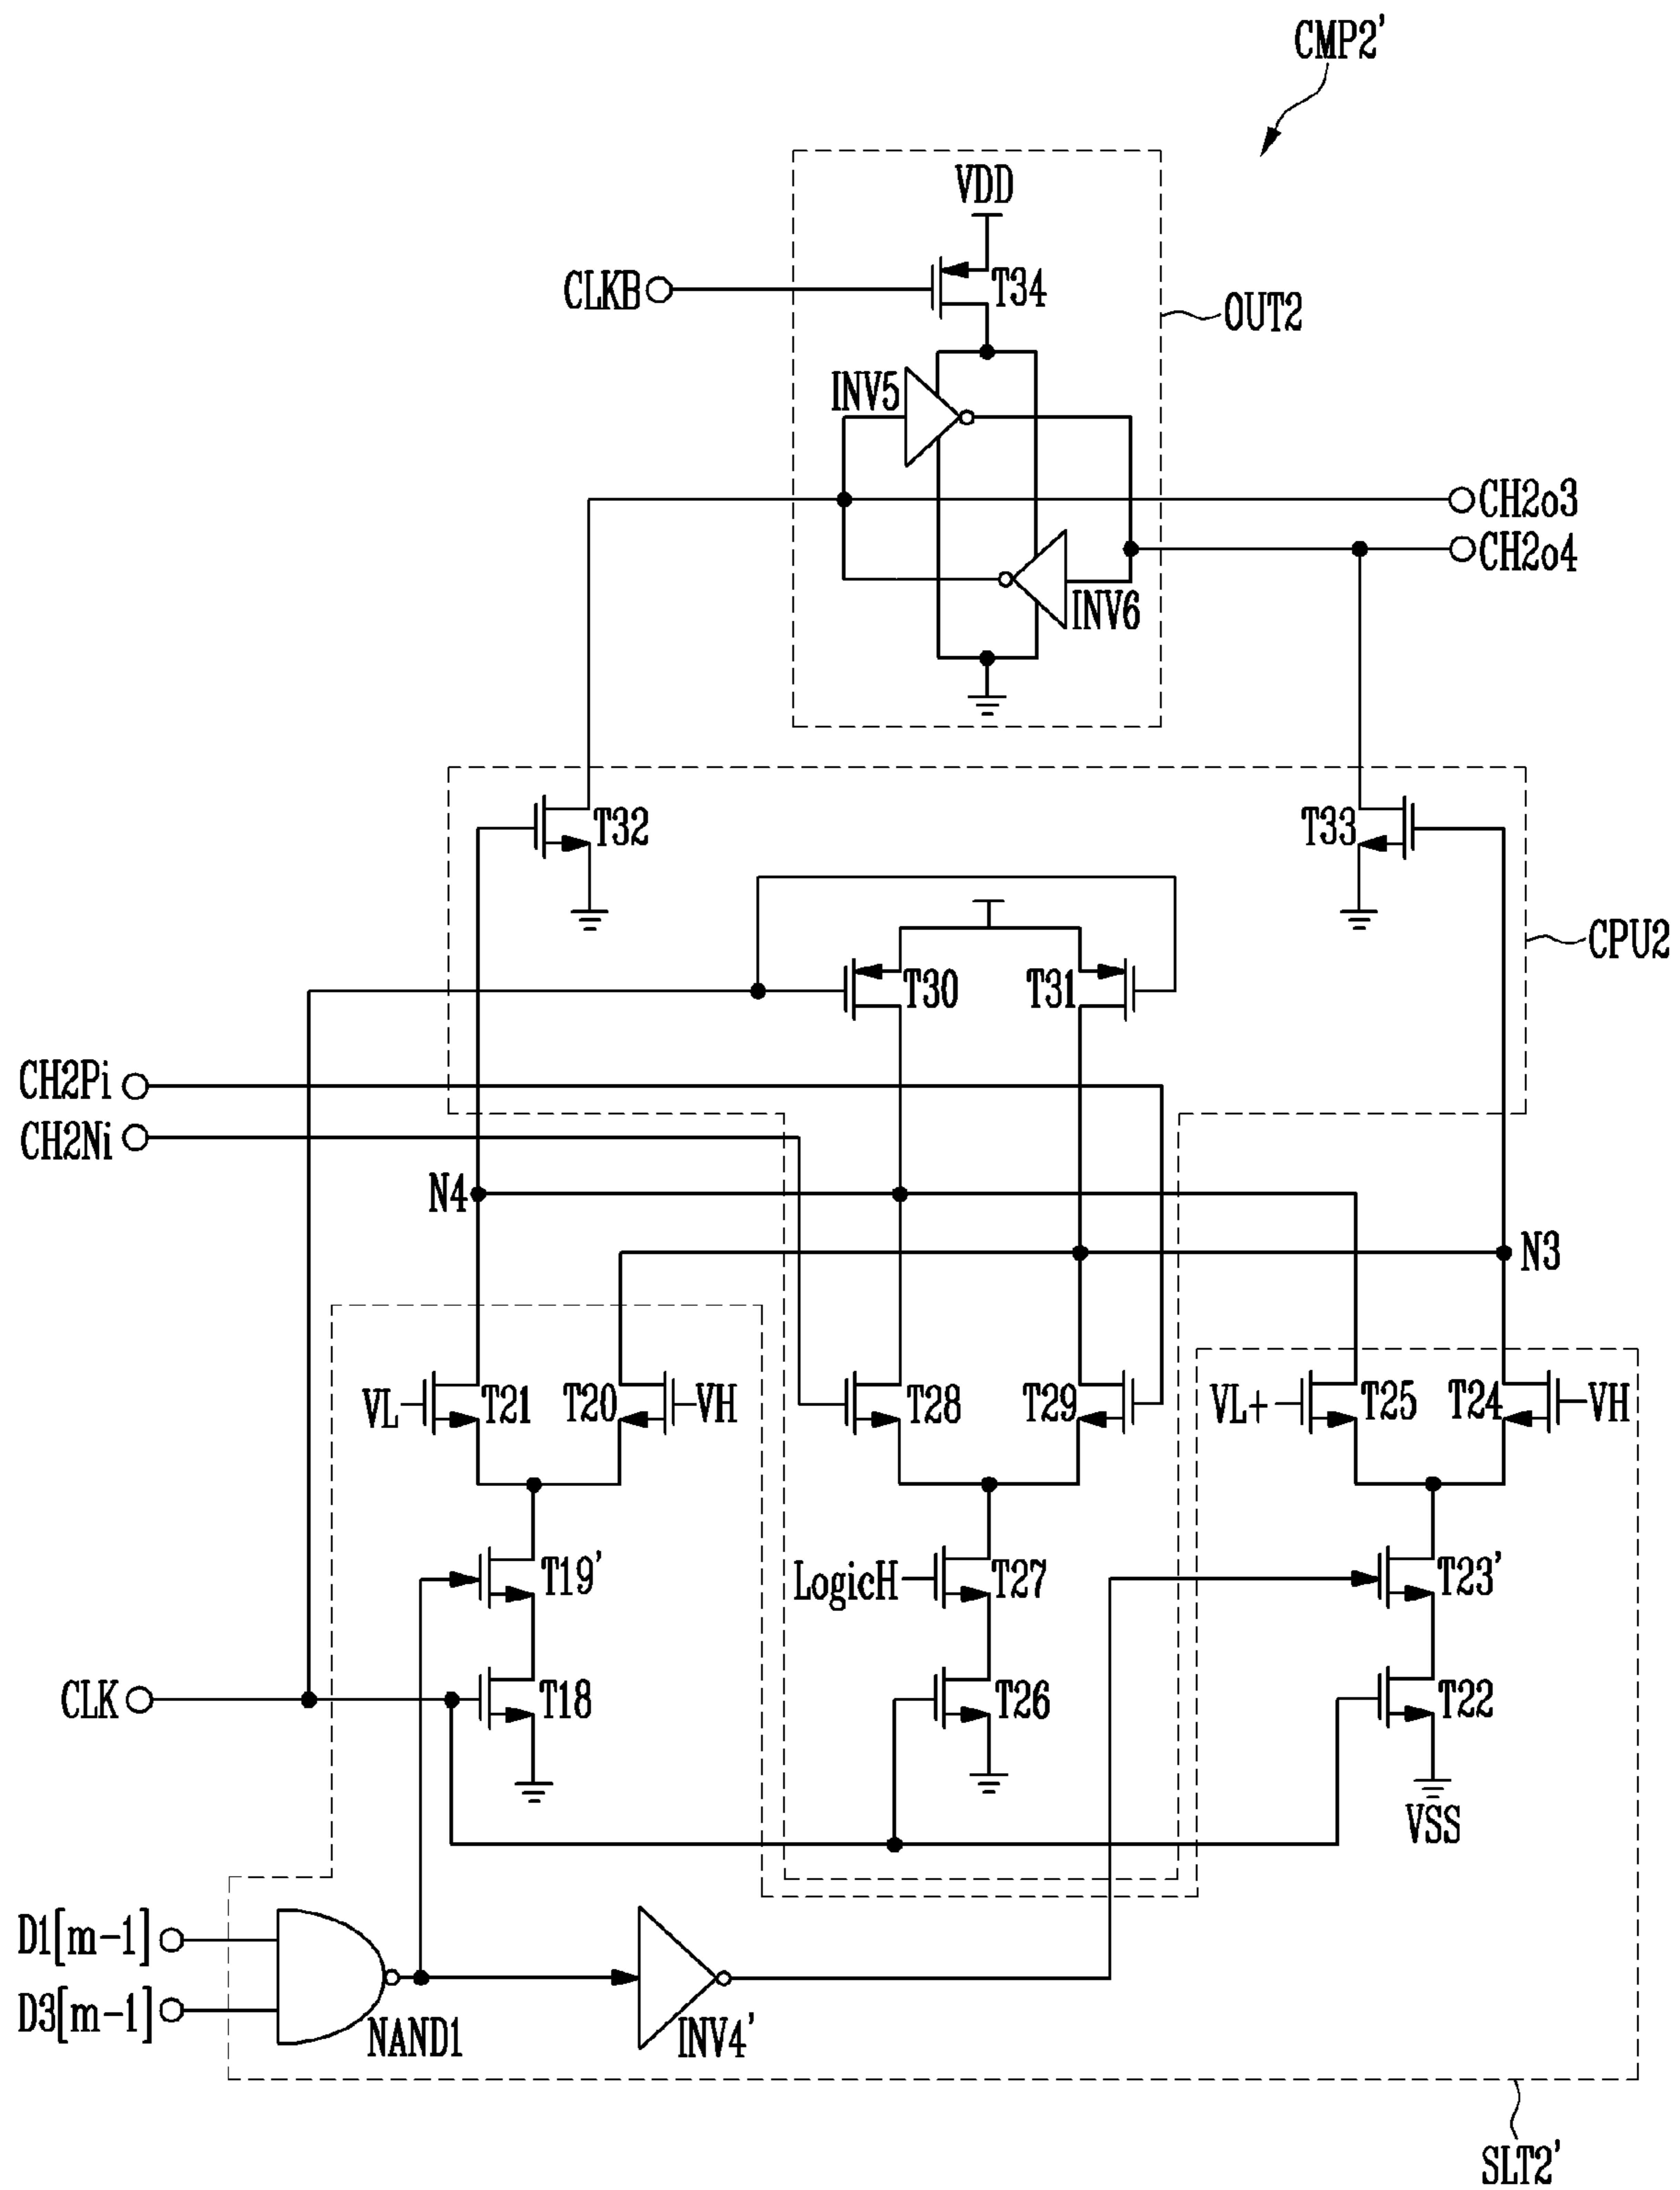 CMP2'
VDD
CLKB
T34
OUT2
INV5
CH2o3
CH2o4
INV6
T32
T33
CPU2
T30
T31
CH2Pi
CH2Ni
N4
N3
VL
T21
T20
VH
T28
T29
VL+
T25
T24
VH
T19'
LogicH
T27
T23'
CLK
T18
T26
T22
VSS
D1[m-1]
D3[m-1]
NAND1
INV4'
SLT2'